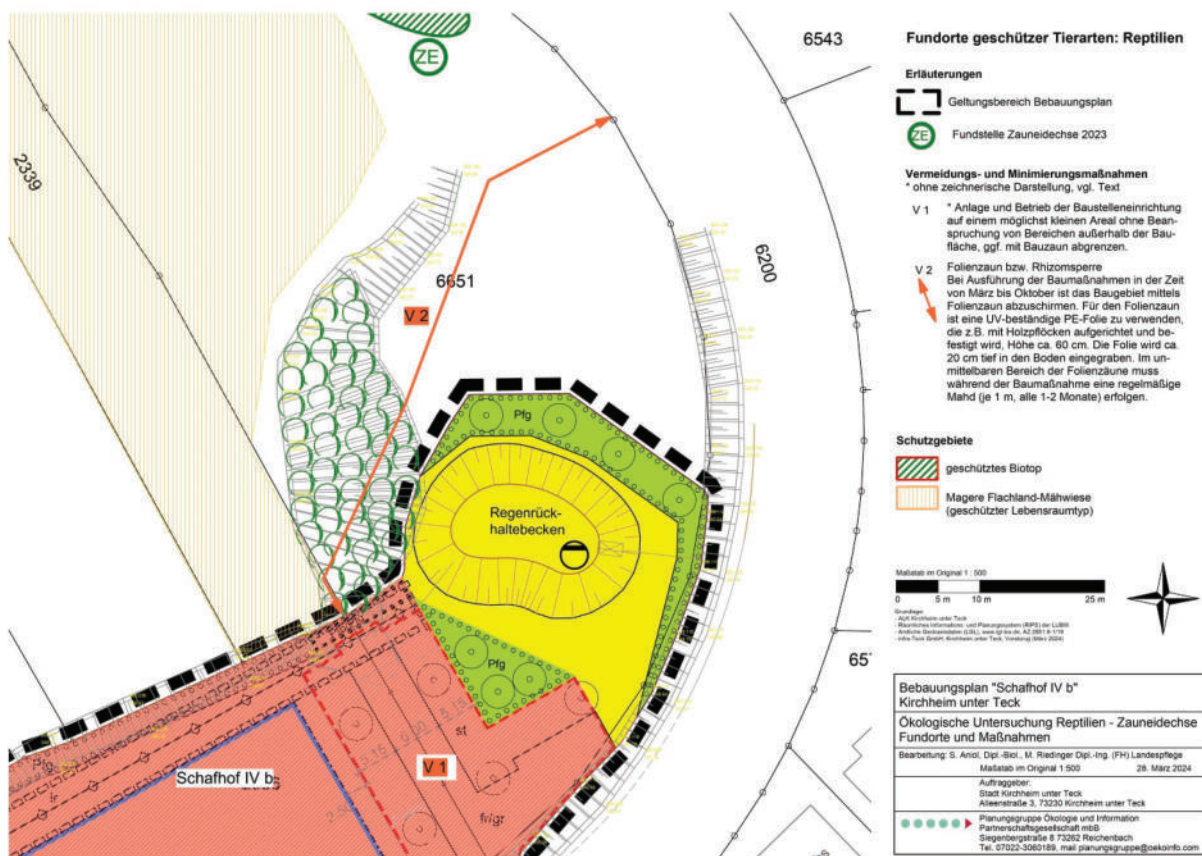 ZE
6543
2339
6651
6200
V 2
Pfg
Regenrück-
haltebecken
Pfg
V 1
st
Schafhof IV b
Fundorte geschützer Tierarten: Reptilien
Erläuterungen
Geltungsbereich Bebauungsplan
ZE
Fundstelle Zauneidechse 2023
Vermeidungs- und Minimierungsmaßnahmen
* ohne zeichnerische Darstellung, vgl. Text
V 1
* Anlage und Betrieb der Baustelleneinrichtung
auf einem möglichst kleinen Areal ohne Bean-
spruchung von Bereichen außerhalb der Bau-
fläche, ggf. mit Bauzaun abgrenzen.
V 2
Folienzaun bzw. Rhizomsperre
Bei Ausführung der Baumaßnahmen in der Zeit
von März bis Oktober ist das Baugebiet mittels
Folienzaun abzuschirmen. Für den Folienzaun
ist eine UV-beständige PE-Folie zu verwenden,
die z.B. mit Holzpflöcken aufgerichtet und be-
festigt wird, Höhe ca. 60 cm. Die Folie wird ca.
20 cm tief in den Boden eingegraben. Im un-
mittelbaren Bereich der Folienzäune muss
während der Baumaßnahme eine regelmäßige
Mahd (je 1 m, alle 1-2 Monate) erfolgen.
Schutzgebiete
geschütztes Biotop
Magere Flachland-Mähwiese
(geschützter Lebensraumtyp)
Maßstab im Original 1 : 500
0 5 m 10 m 25 m
Grundlage:
- ALK Kirchheim unter Teck
Bebauungsplan "Schafhof IV b"
Kirchheim unter Teck
Ökologische Untersuchung Reptilien - Zauneidechse
Fundorte und Maßnahmen
Bearbeitung: S. Aniol, Dipl.-Biol., M. Riedinger Dipl.-Ing. (FH) Landespflege
Maßstab im Original 1:500 28. März 2024
Auftraggeber:
Stadt Kirchheim unter Teck
Alleenstraße 3, 73230 Kirchheim unter Teck
Planungsgruppe Ökologie und Information
Partnerschaftsgesellschaft mbB
Siegenbergstraße 8 73262 Reichenbach
Tel. 07022-3060189, mail planungsgruppe@oekoinfo.com